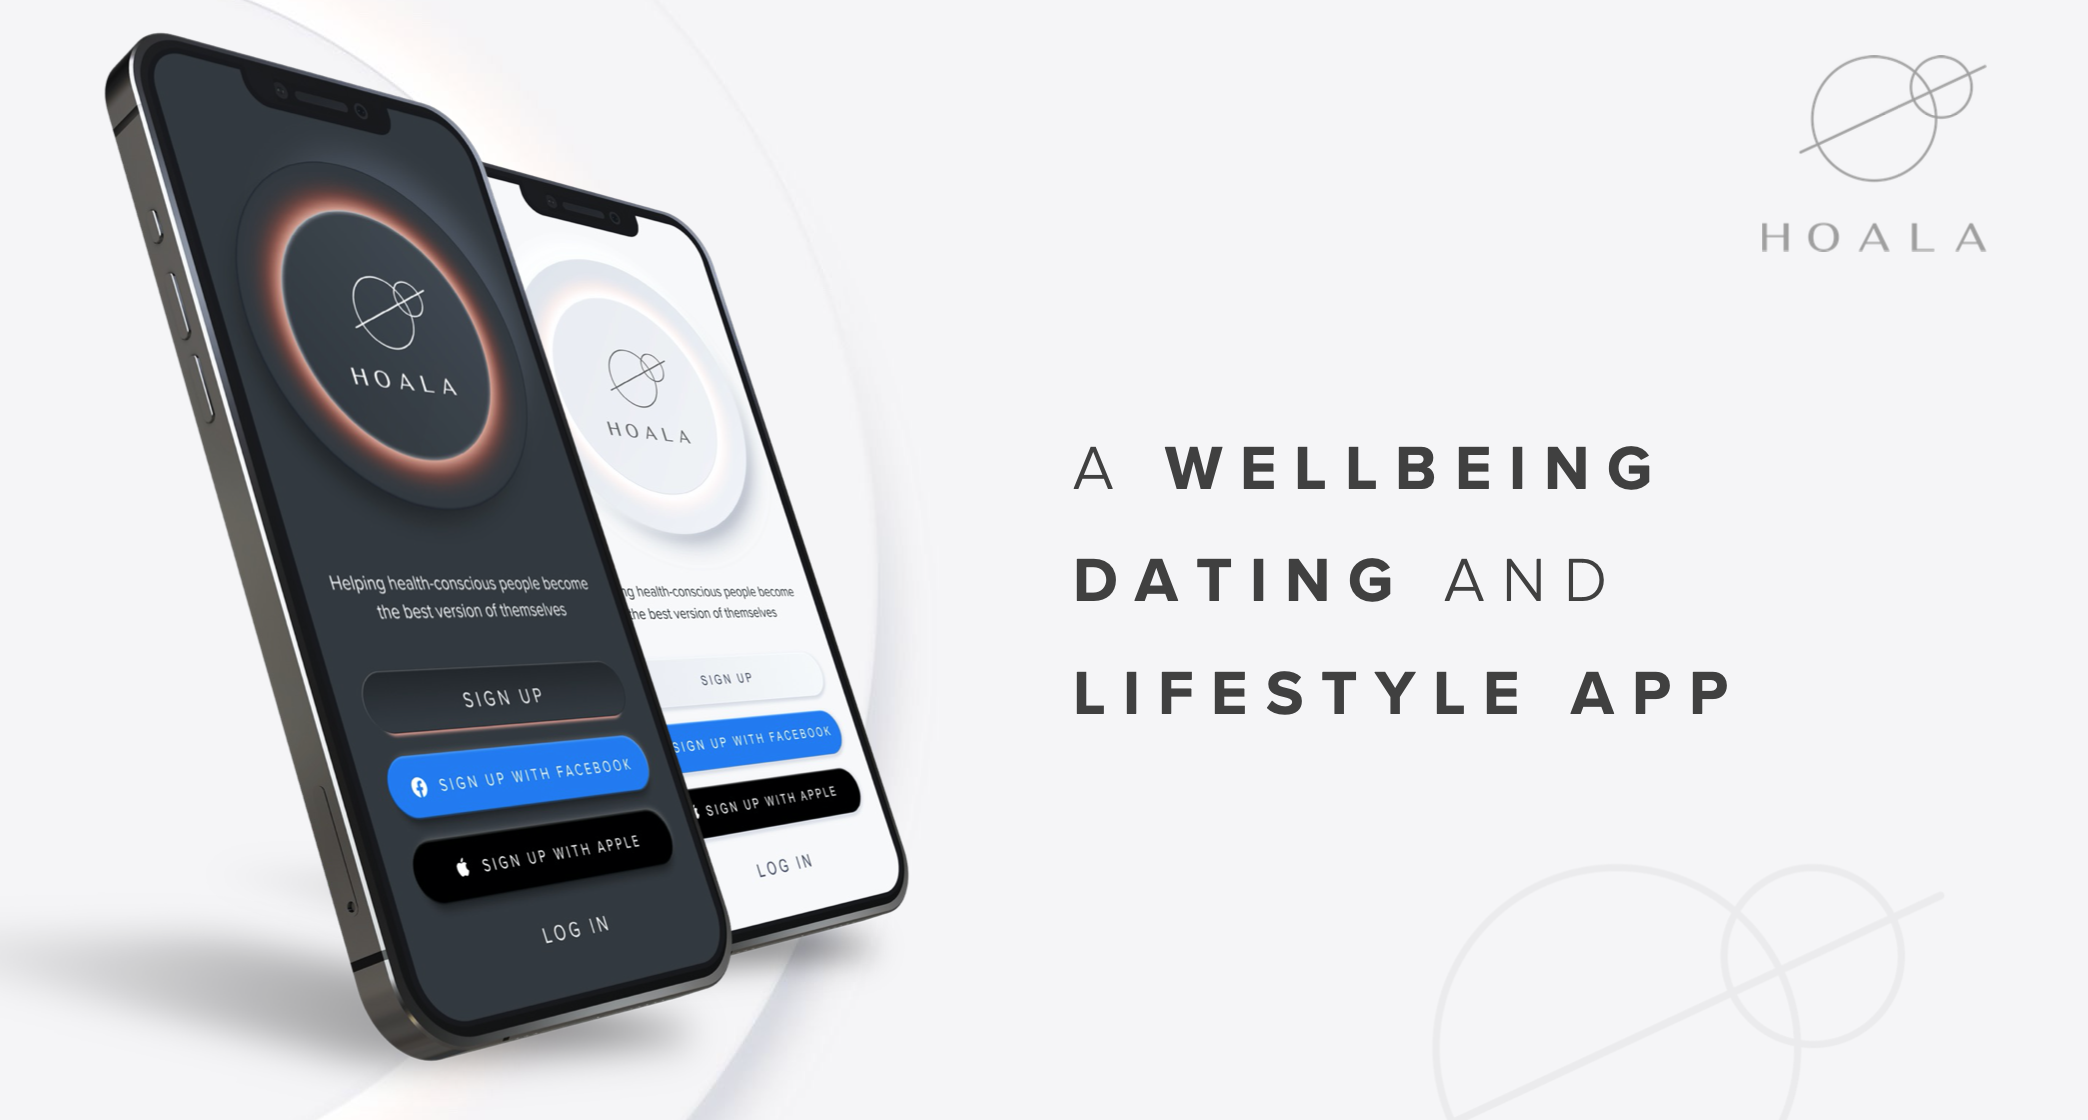 HOALA
Helping health-conscious people become
the best version of themselves
SIGN UP
SIGN UP WITH FACEBOOK
SIGN UP WITH APPLE
LOG IN
HOALA
health-conscious people become
the best version of themselves
SIGN UP
SIGN UP WITH FACEBOOK
SIGN UP WITH APPLE
LOG IN
HOALA
A WELLBEING
DATING AND
LIFESTYLE APP